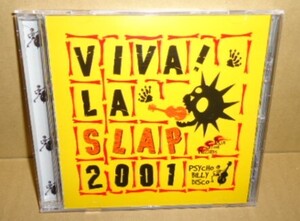 VIVA!
LA
SLAP
2001
PSYCHO
BILLY
DISCO!